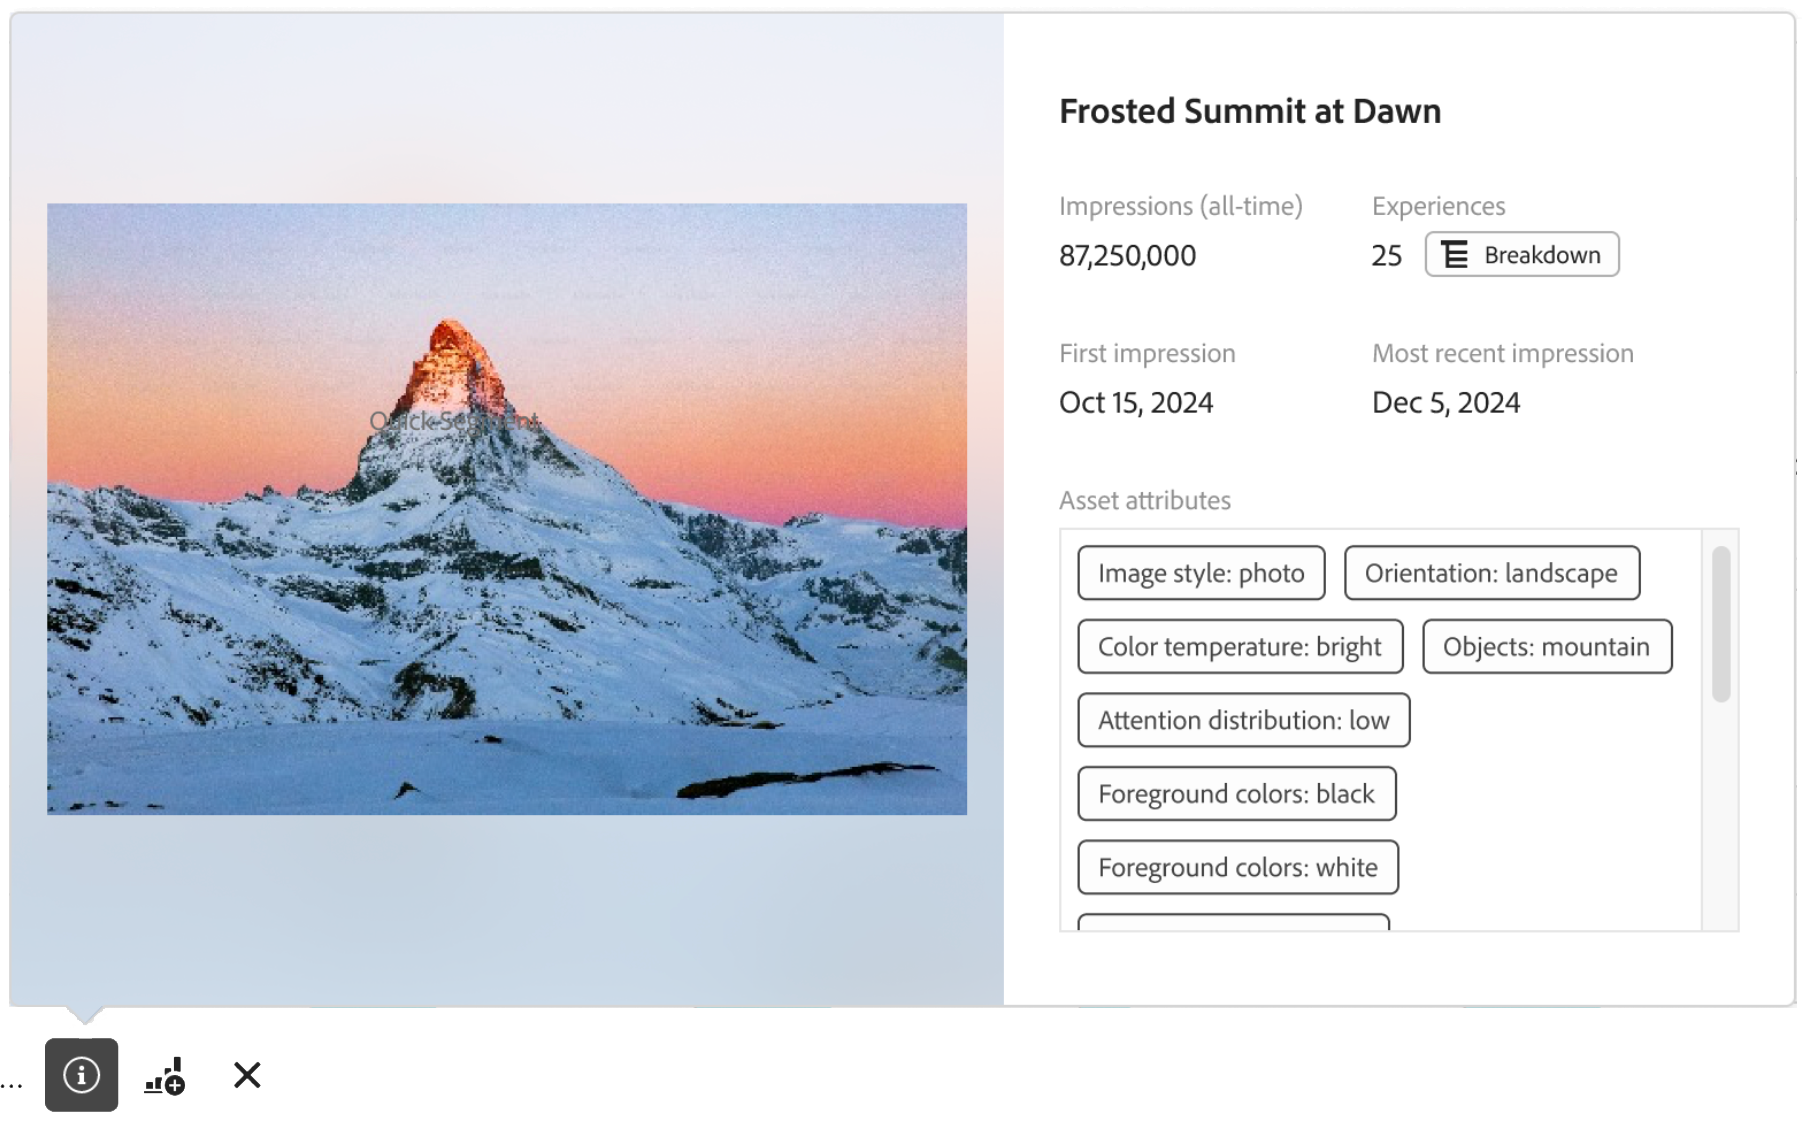 Frosted Summit at Dawn
Impressions (all-time) Experiences
87,250,000 25 Breakdown
First impression Most recent impression
Oct 15, 2024 Dec 5, 2024
Quick Segment
Asset attributes
Image style: photo Orientation: landscape
Color temperature: bright Objects: mountain
Attention distribution: low
Foreground colors: black
Foreground colors: white
...